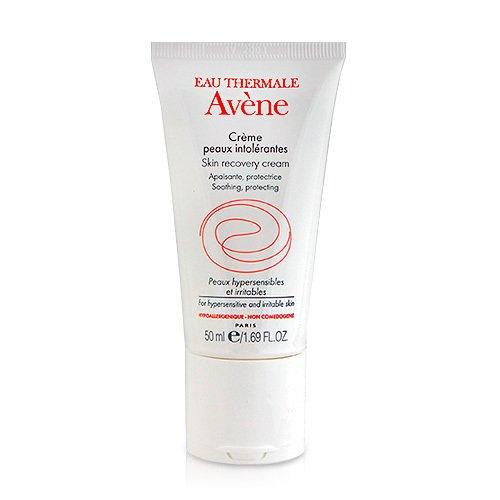 EAU THERMALE
Avène
Crème
peaux intolérantes
Skin recovery cream
Apaisante, protectrice
Soothing, protecting
Peaux hypersensibles
et irritables
For hypersensitive and irritable skin
HYPOALLERGENIQUE - NON COMEDOGENE
PARIS
50 ml e/1.69 FL.OZ.